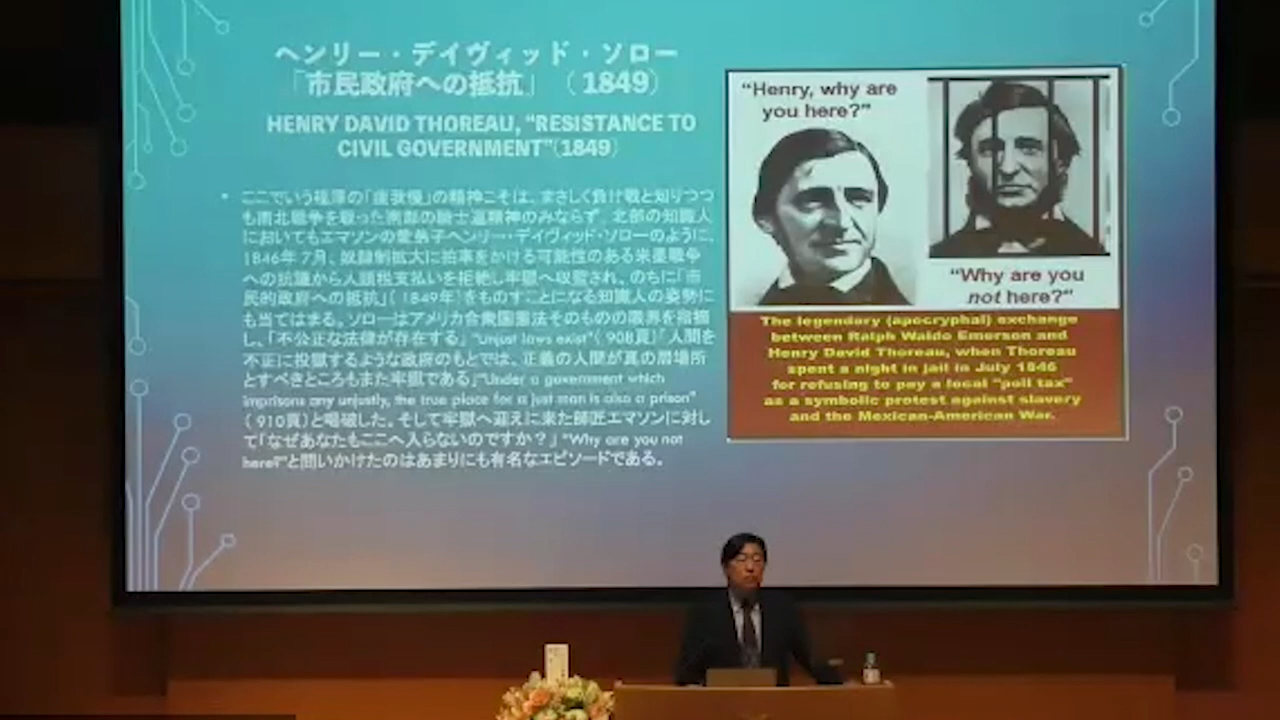 ヘンリー・デイヴィッド・ソロー
「市民政府への抵抗」(1849)
HENRY DAVID THOREAU, "RESISTANCE TO
CIVIL GOVERNMENT"(1849)
• ここでいう福澤の「瘠我慢」の精神こそは、まさしく負け戦と知りつつ
も南北戦争を戦った南部の騎士道精神のみならず、北部の知識人
においてもエマソンの愛弟子ヘンリー・デイヴィッド・ソローのように、
1846年7月、奴隷制拡大に拍車をかける可能性のある米墨戦争
への抗議から人頭税支払いを拒絶し牢獄へ収監され、のちに「市
民的政府への抵抗」(1849年)をものすことになる知識人の姿勢に
も当てはまる。ソローはアメリカ合衆国憲法そのものの限界を指摘
し、「不公正な法律が存在する」"Unjust laws exist"(908頁)「人間を
不正に投獄するような政府のもとでは、正義の人間が真の居場所
とすべきところもまた牢獄である」"Under a government which
imprisons any unjustly, the true place for a just man is also a prison"
(910頁)と喝破した。そして牢獄へ迎えに来た師匠エマソンに対し
て「なぜあなたもここへ入らないのですか?」"Why are you not
here?"と問いかけたのはあまりにも有名なエピソードである。
"Henry, why are
you here?"
"Why are you
not here?"
The legendary (apocryphal) exchange
between Ralph Waldo Emerson and
Henry David Thoreau, when Thoreau
spent a night in jail in July 1846
for refusing to pay a local "poll tax"
as a symbolic protest against slavery
and the Mexican-American War.